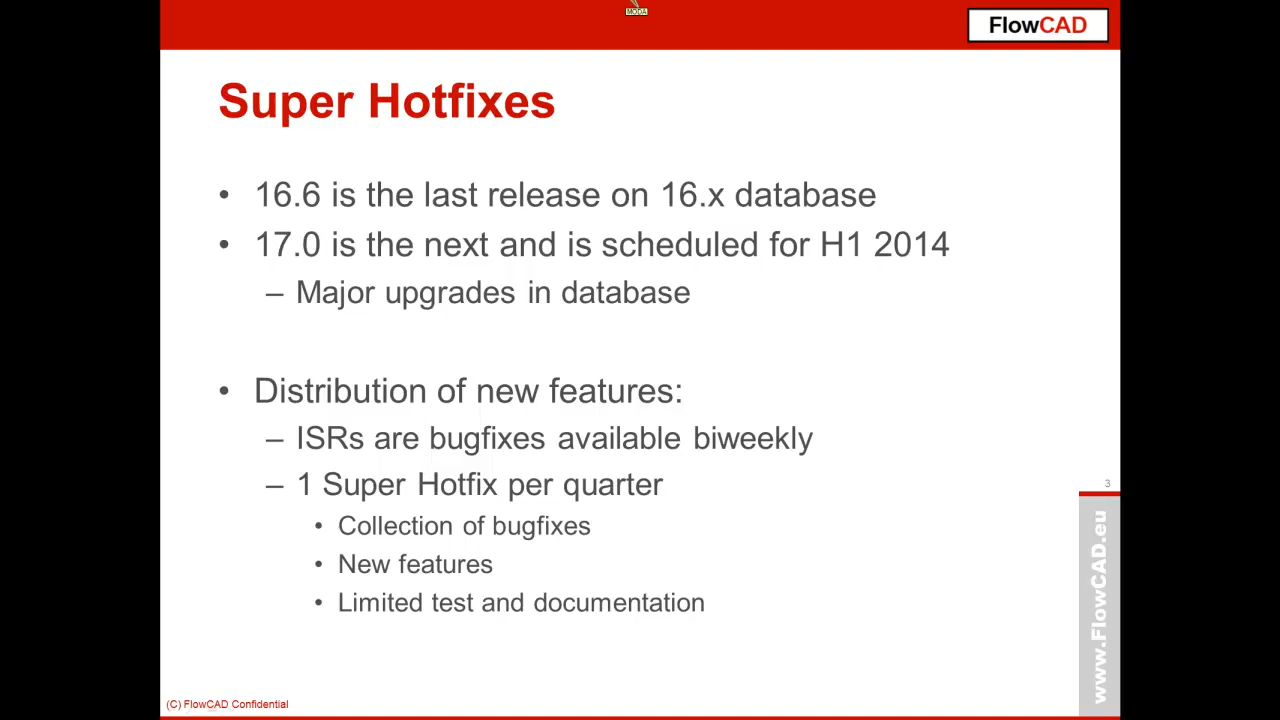 MODA
FlowCAD
Super Hotfixes
• 16.6 is the last release on 16.x database
• 17.0 is the next and is scheduled for H1 2014
– Major upgrades in database
• Distribution of new features:
– ISRs are bugfixes available biweekly
– 1 Super Hotfix per quarter
• Collection of bugfixes
• New features
• Limited test and documentation
3
www.FlowCAD.eu
(C) FlowCAD Confidential